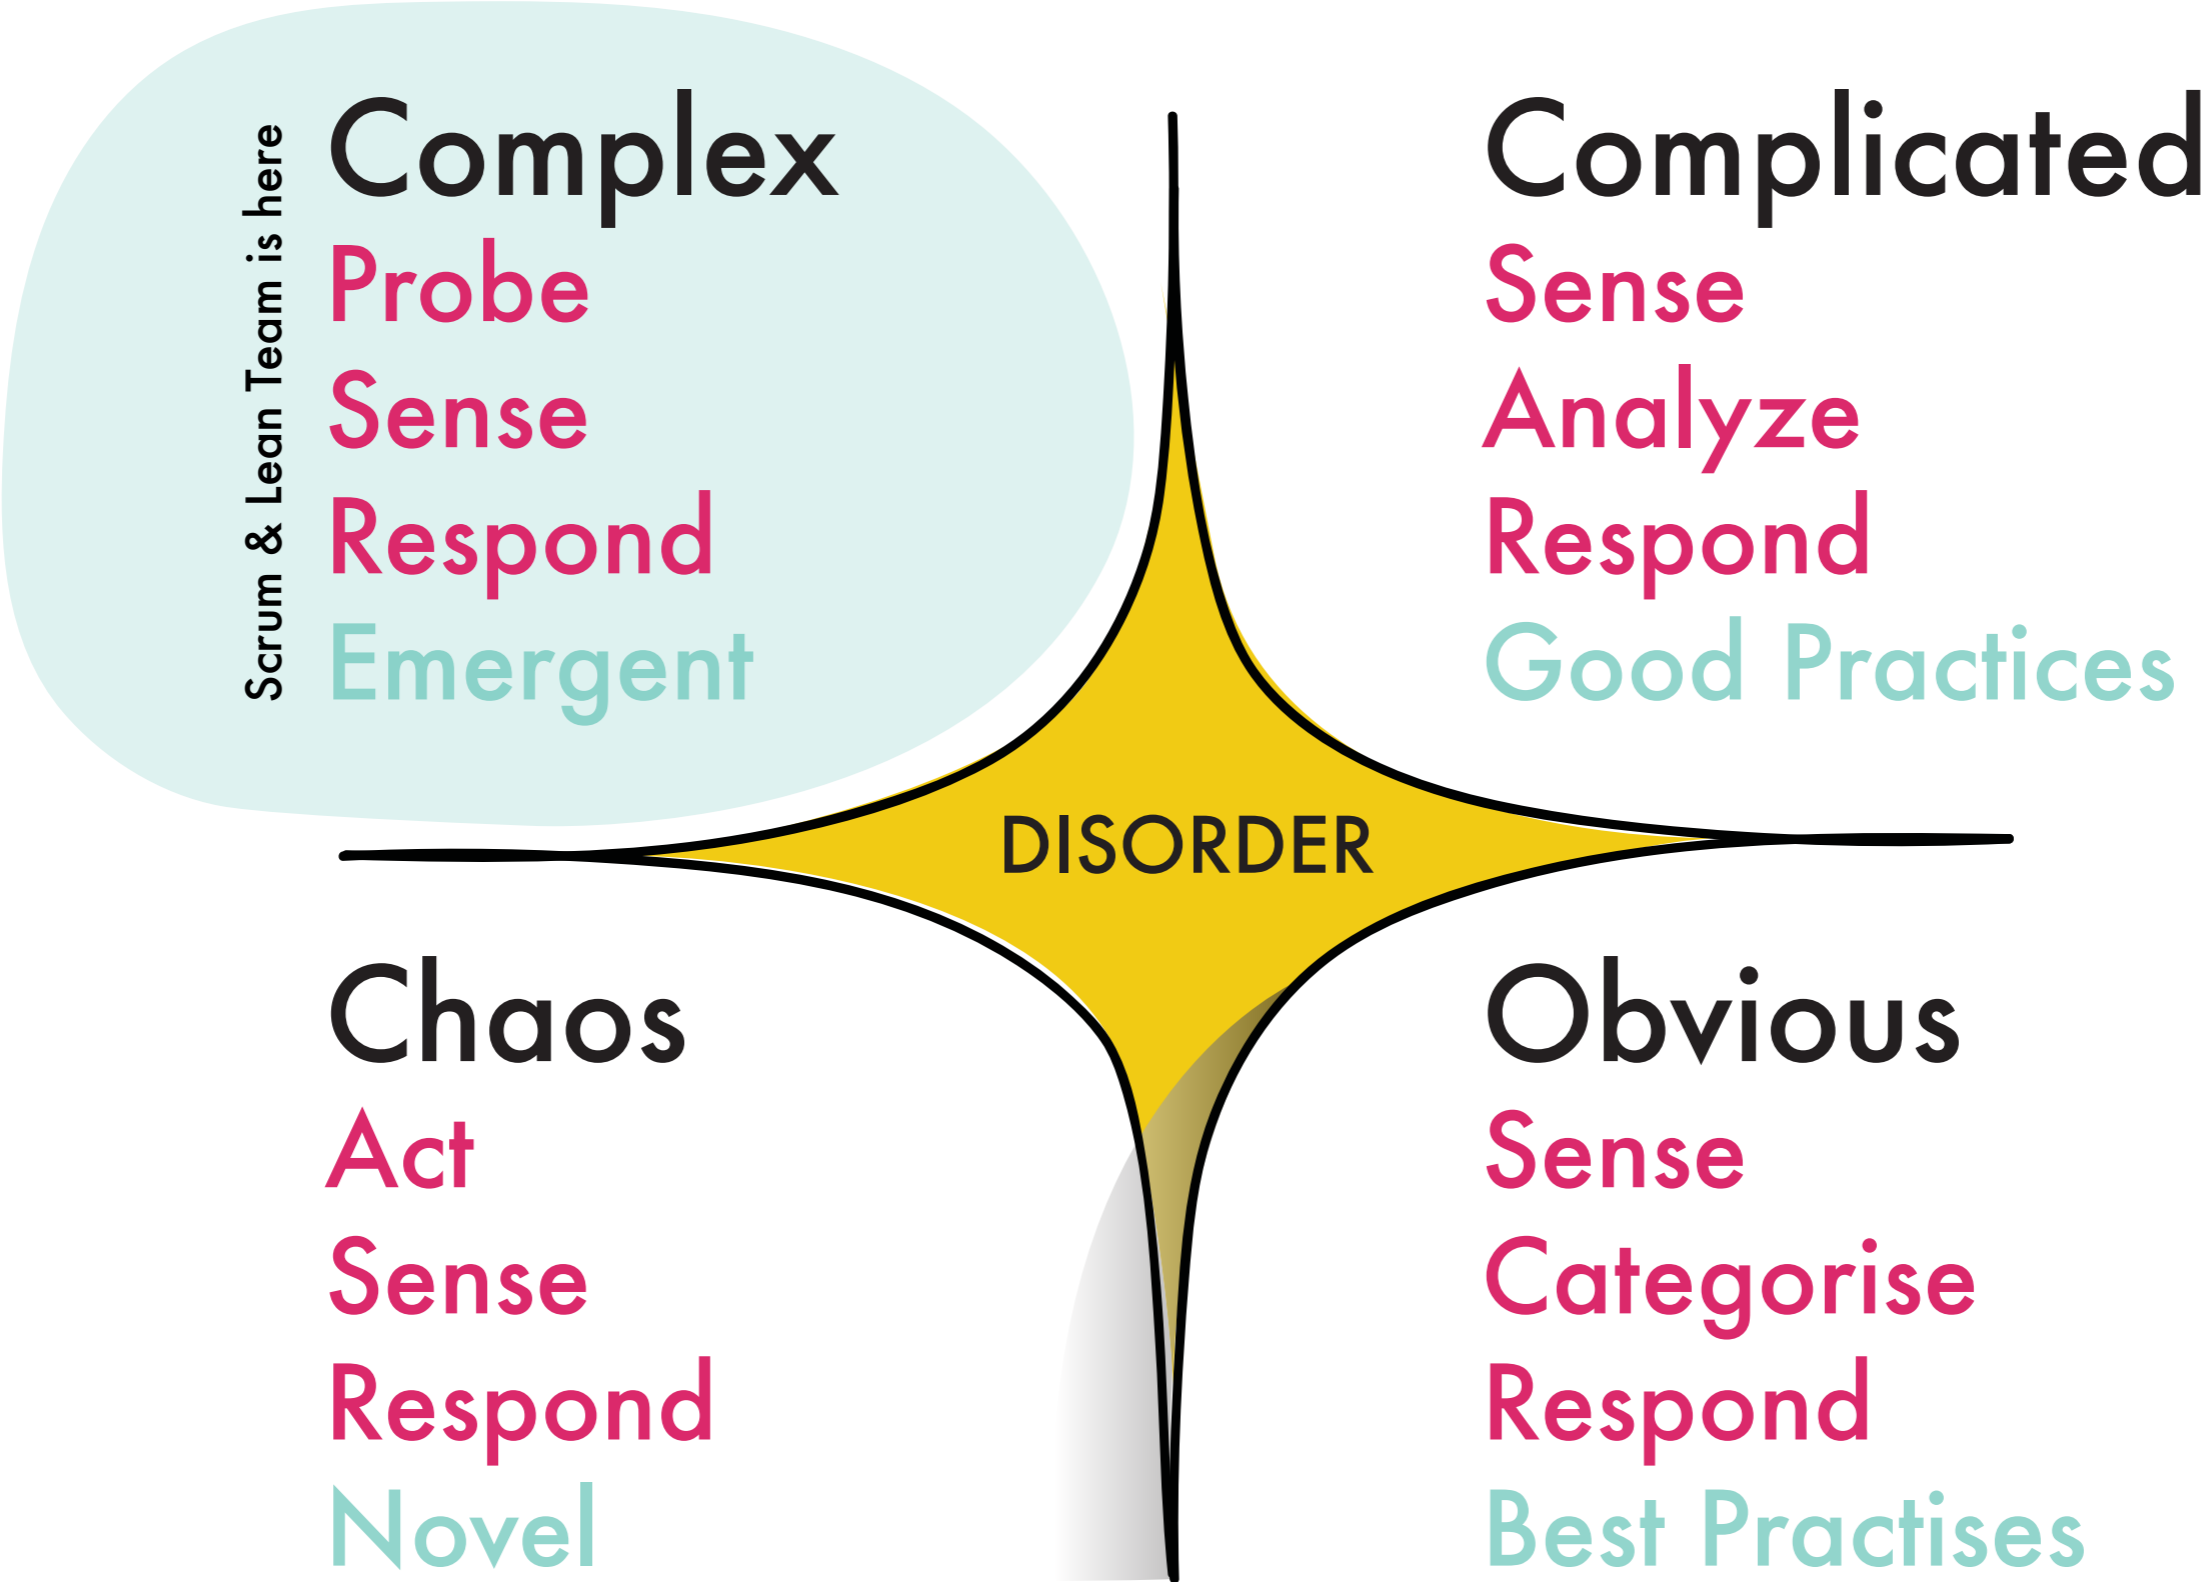 Scrum & Lean Team is here
Complex
Probe
Sense
Respond
Emergent
Complicated
Sense
Analyze
Respond
Good Practices
DISORDER
Chaos
Act
Sense
Respond
Novel
Obvious
Sense
Categorise
Respond
Best Practises